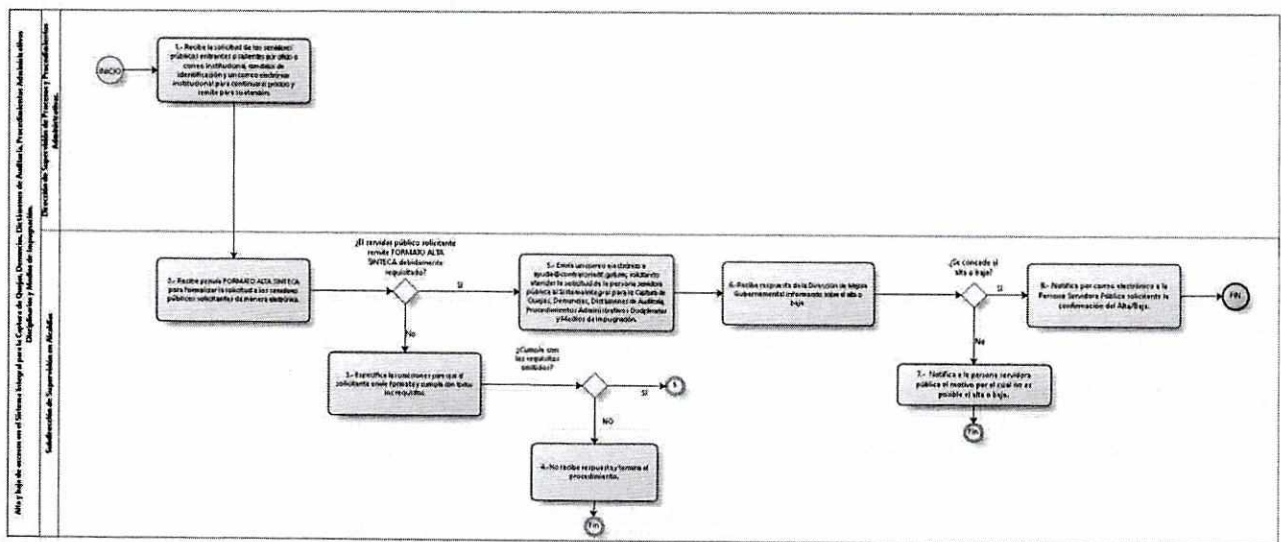 Alta y baja de accesos en el Sistema Integral para la Captura de Quejas, Denuncias, Dictámenes de Auditoría, Procedimientos Administrativos
Disciplinarios y Medios de Impugnación.
Dirección de Supervisión de Procesos y Procedimientos
Administrativos.
Subdirección de Supervisión en Alcaldías
INICIO
1.- Recibe la solicitud de los servidores
públicos entrantes o salientes por oficio o
correo institucional, con datos de
identificación y un correo electrónico
institucional para continuar la gestión y
remite para su atención.
2.- Recibe y envía FORMATO ALTA SINTECA
para formalizar la solicitud a los servidores
públicos solicitantes de manera eletrónica.
¿El servidor público solicitante
remite FORMATO ALTA
SINTECA debidamente
requisitado?
SI
No
5.- Envía un correo electrónico a
solicitando
atender la solicitud de la persona servidora
pública al Sistema Integral para la Captura de
Quejas, Denuncias, Dictámenes de Auditoría,
Procedimientos Administrativos Disciplinarios
y Medios de Impugnación.
6.- Recibe respuesta de la Dirección de Mejora
Gubernamental informando sobre el alta o
baja.
¿Se concede el
alta o baja?
SI
No
8.- Notifica por correo electrónico a la
Persona Servidora Pública solicitante la
confirmación del Alta/Baja.
FIN
3.- Especifica las omisiones para que el
solicitante envíe formato y cumpla con todos
los requisitos.
¿Cumple con
los requisitos
omitidos?
SI
5
NO
7.- Notifica a la persona servidora
pública el motivo por el cual no es
posible el alta o baja.
Fin
4.- No recibe respuesta y termina el
procedimiento.
Fin